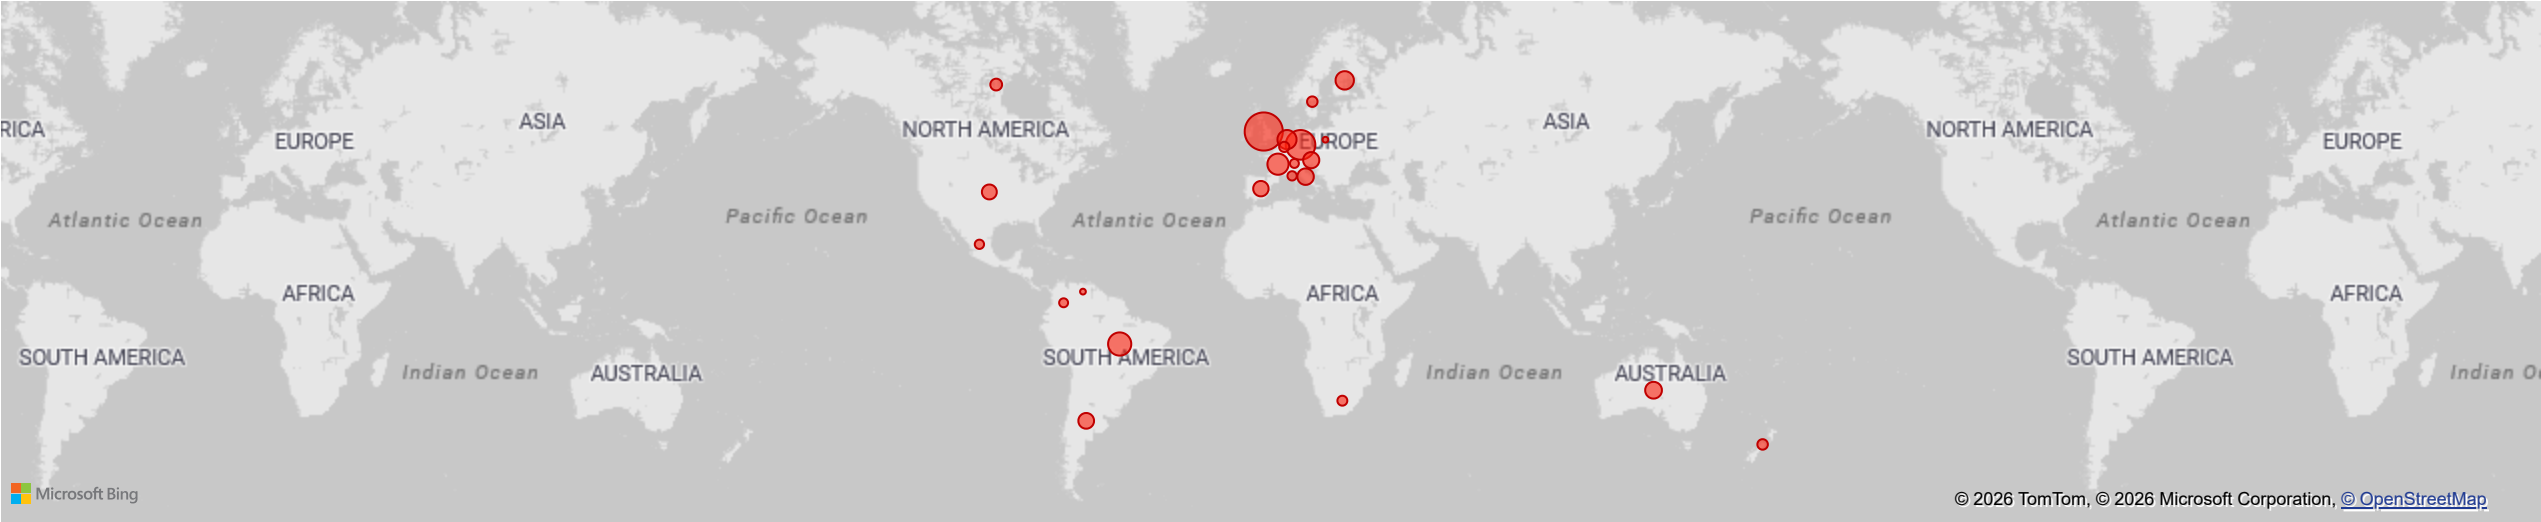 RICA
EUROPE
ASIA
NORTH AMERICA
EUROPE
ASIA
NORTH AMERICA
EUROPE
Atlantic Ocean
Pacific Ocean
Atlantic Ocean
Pacific Ocean
Atlantic Ocean
AFRICA
AFRICA
AFRICA
SOUTH AMERICA
Indian Ocean
AUSTRALIA
SOUTH AMERICA
Indian Ocean
AUSTRALIA
SOUTH AMERICA
Indian O
Microsoft Bing
© 2026 TomTom, © 2026 Microsoft Corporation, © OpenStreetMap